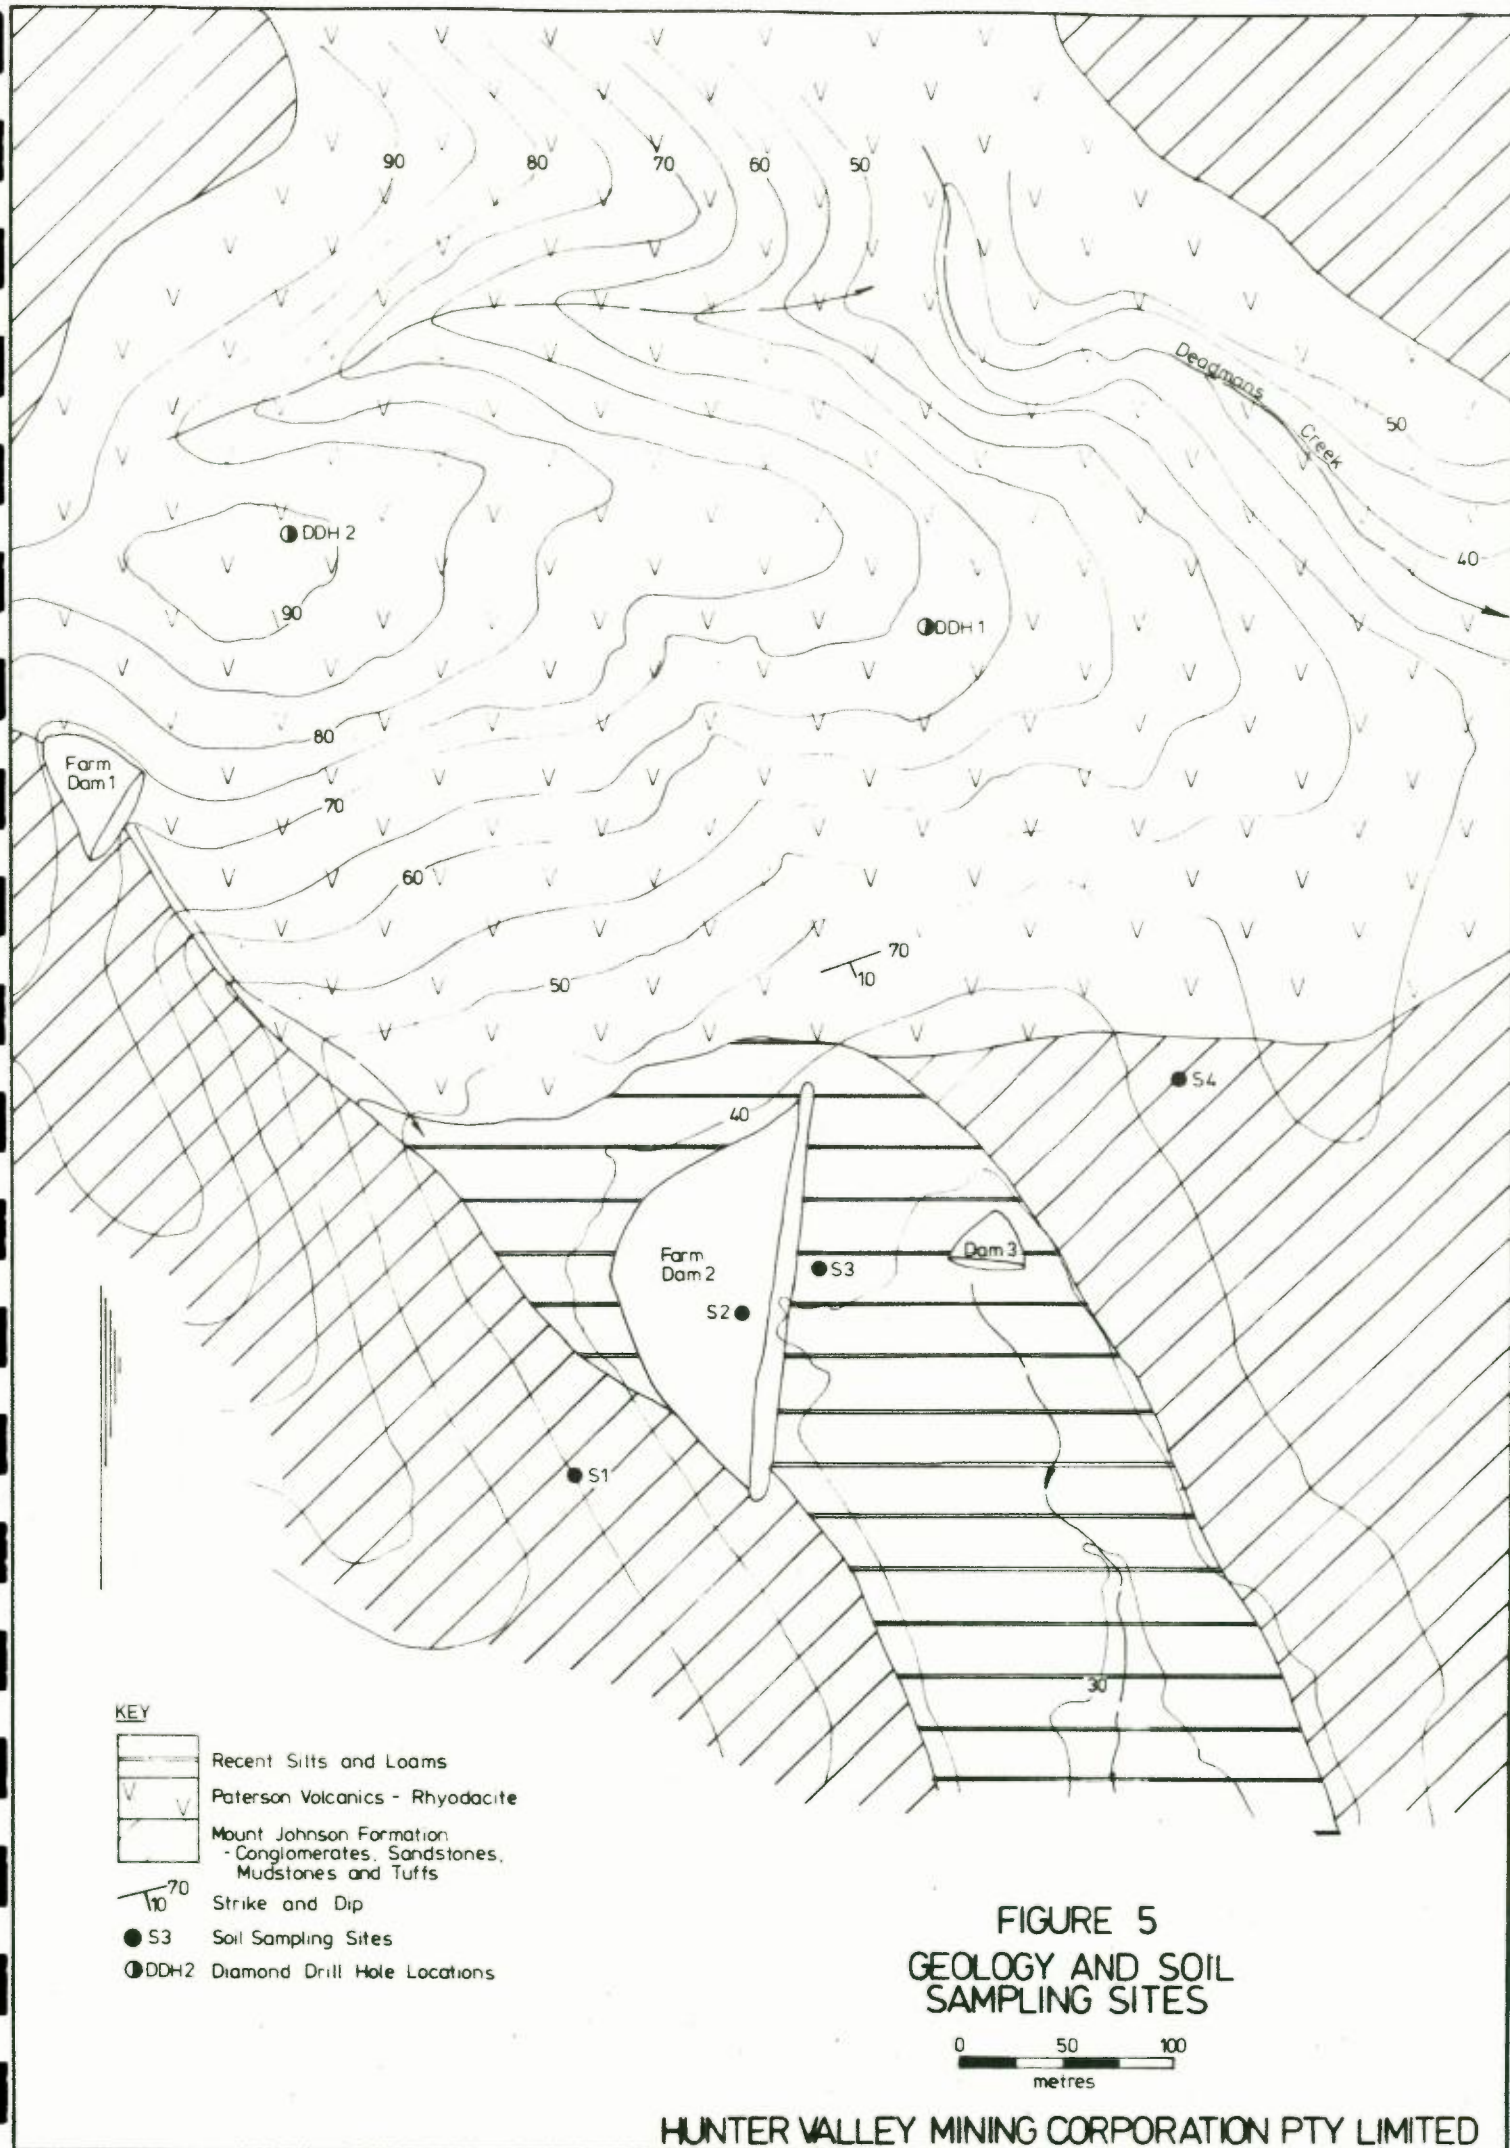 90
80
70
60
50
Deadmans
Creek
50
40
DDH 2
90
DDH 1
80
Farm
Dam 1
70
60
50
70
10
S4
40
Farm
Dam 2
S2
S3
Dam 3
S1
30
KEY
Recent Silts and Loams
Paterson Volcanics - Rhyodacite
Mount Johnson Formation
- Conglomerates, Sandstones,
Mudstones and Tuffs
70
10
Strike and Dip
S3 Soil Sampling Sites
DDH2 Diamond Drill Hole Locations
FIGURE 5
GEOLOGY AND SOIL
SAMPLING SITES
0 50 100
metres
HUNTER VALLEY MINING CORPORATION PTY LIMITED